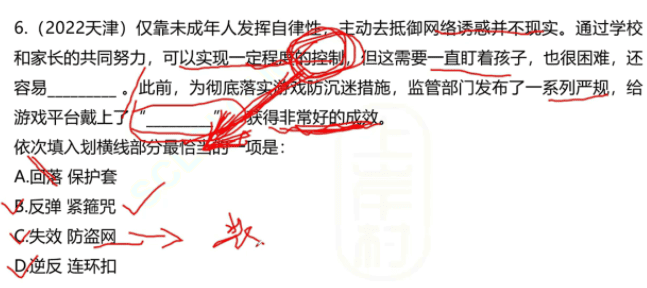 6.（2022天津）仅靠未成年人发挥自律性，主动去抵御网络诱惑并不现实。通过学校
和家长的共同努力，可以实现一定程度的控制，但这需要一直盯着孩子，也很困难，还
容易_________ 。此前，为彻底落实游戏防沉迷措施，监管部门发布了一系列严规，给
游戏平台戴上了“_________”，获得非常好的成效。
依次填入划横线部分最恰当的一项是：
A.回落 保护套
B.反弹 紧箍咒
C.失效 防盗网
D.逆反 连环扣